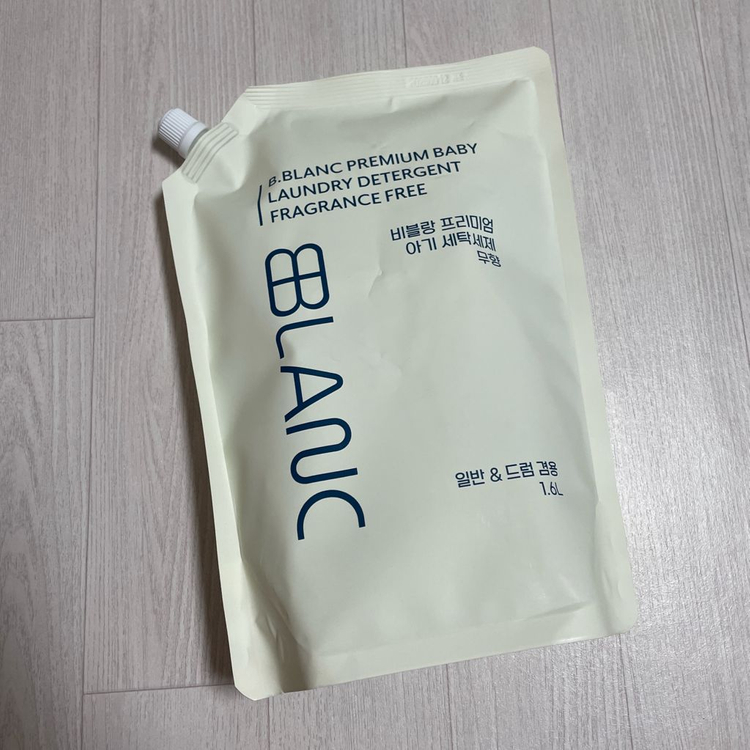 B.BLANC PREMIUM BABY
LAUNDRY DETERGENT
FRAGRANCE FREE
비블랑 프리미엄
아기 세탁세제
무향
BBLANC
일반 & 드럼 겸용
1.6L